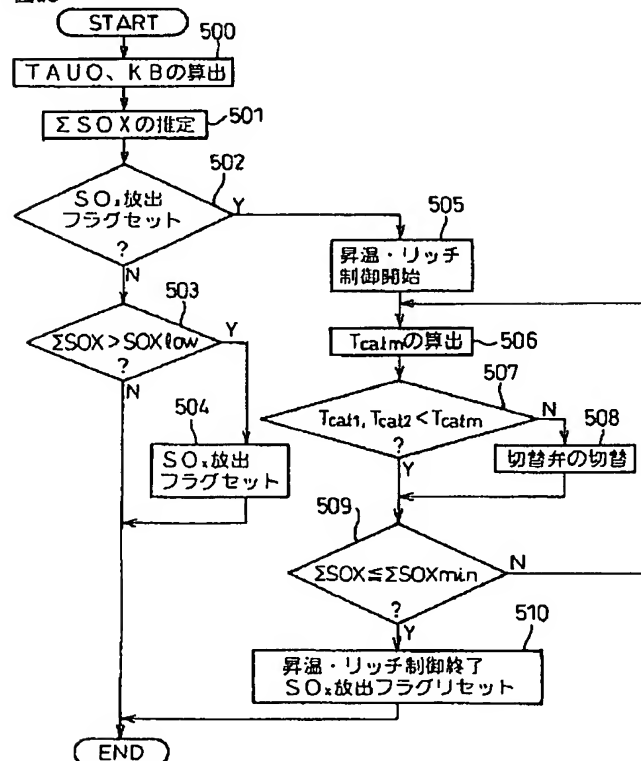 START
500
TAUO、KBの算出
ΣSOXの推定
501
502
SOx放出
フラグセット
?
Y
N
503
ΣSOX>SOXlow
?
Y
N
504
SOx放出
フラグセット
505
昇温・リッチ
制御開始
Tcatmの算出
506
507
Tcat1, Tcat2<Tcatm
?
N
Y
508
切替弁の切替
509
ΣSOX≦ΣSOXmin
?
N
Y
510
昇温・リッチ制御終了
SOx放出フラグリセット
END